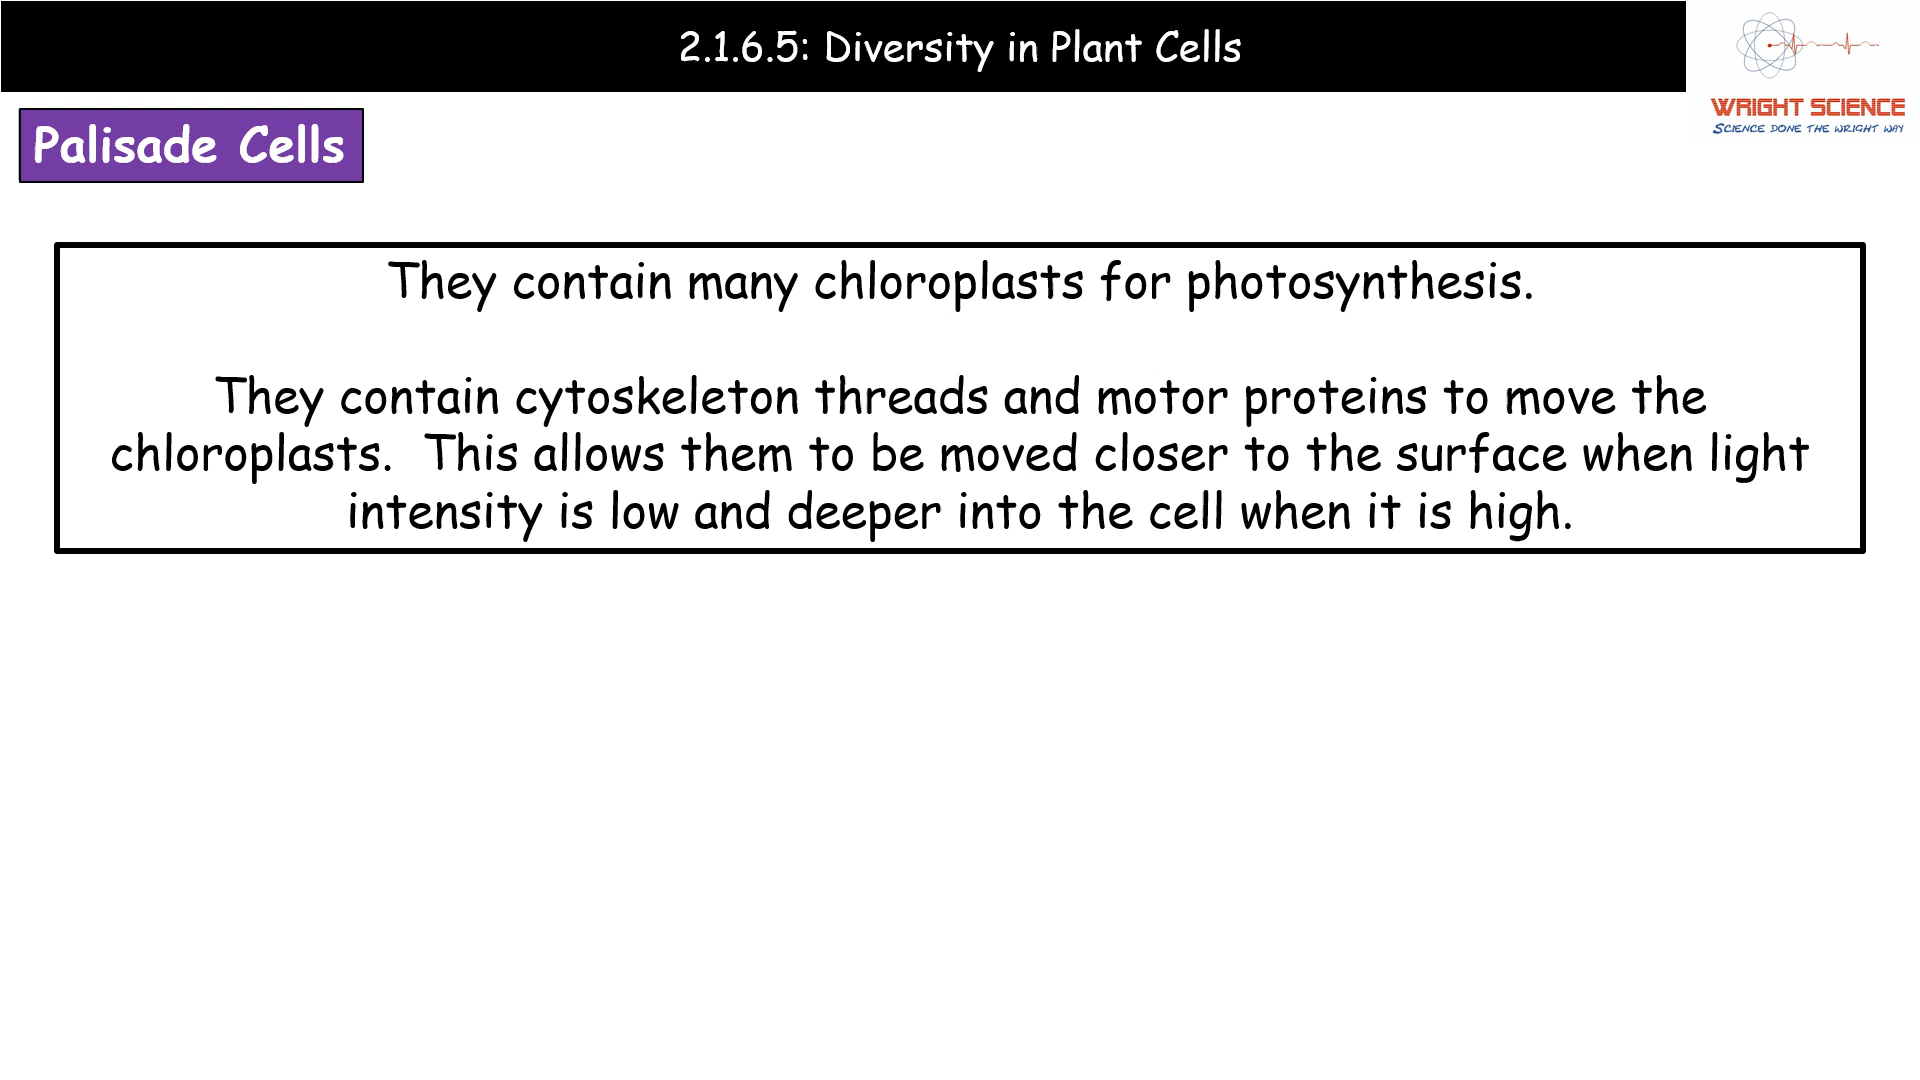 2.1.6.5: Diversity in Plant Cells
WRIGHT SCIENCE
SCIENCE DONE THE WRIGHT WAY
Palisade Cells
They contain many chloroplasts for photosynthesis.
They contain cytoskeleton threads and motor proteins to move the
chloroplasts.  This allows them to be moved closer to the surface when light
intensity is low and deeper into the cell when it is high.